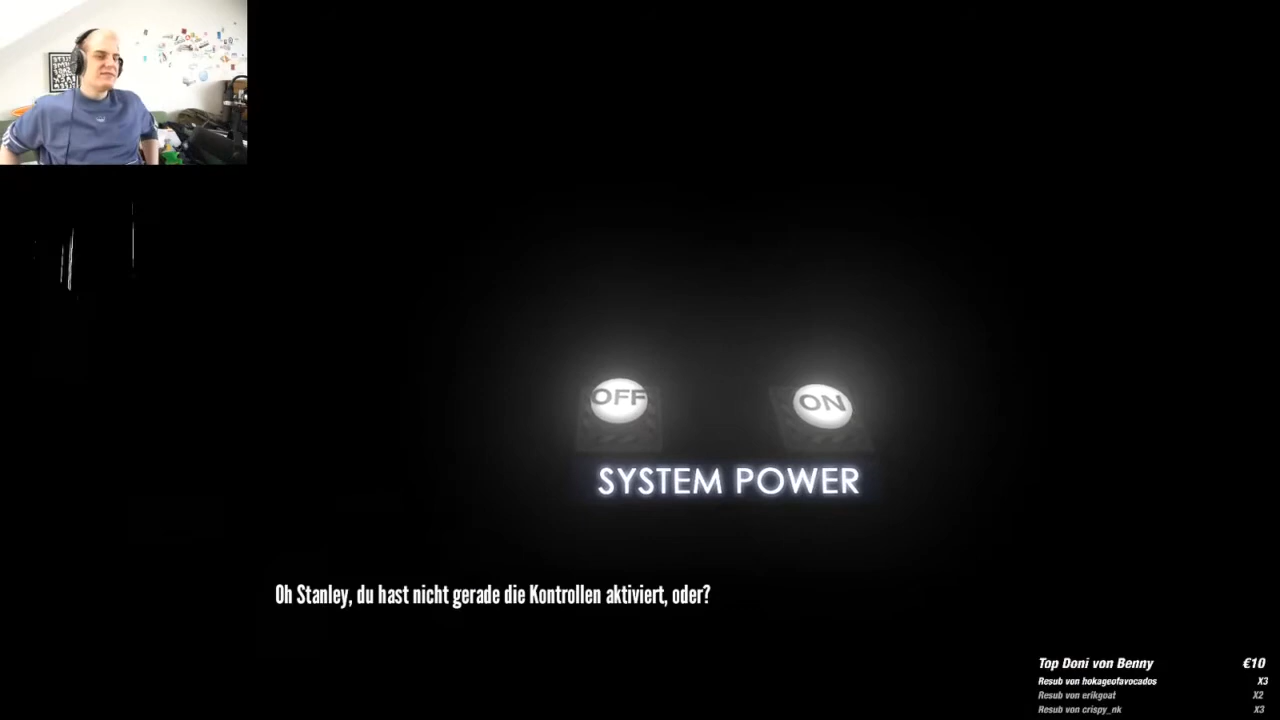 OFF
ON
SYSTEM POWER
Oh Stanley, du hast nicht gerade die Kontrollen aktiviert, oder?
Top Doni von Benny €10
Resub von hokageofavocados X3
Resub von erikgoat X2
Resub von crispy_nk X3